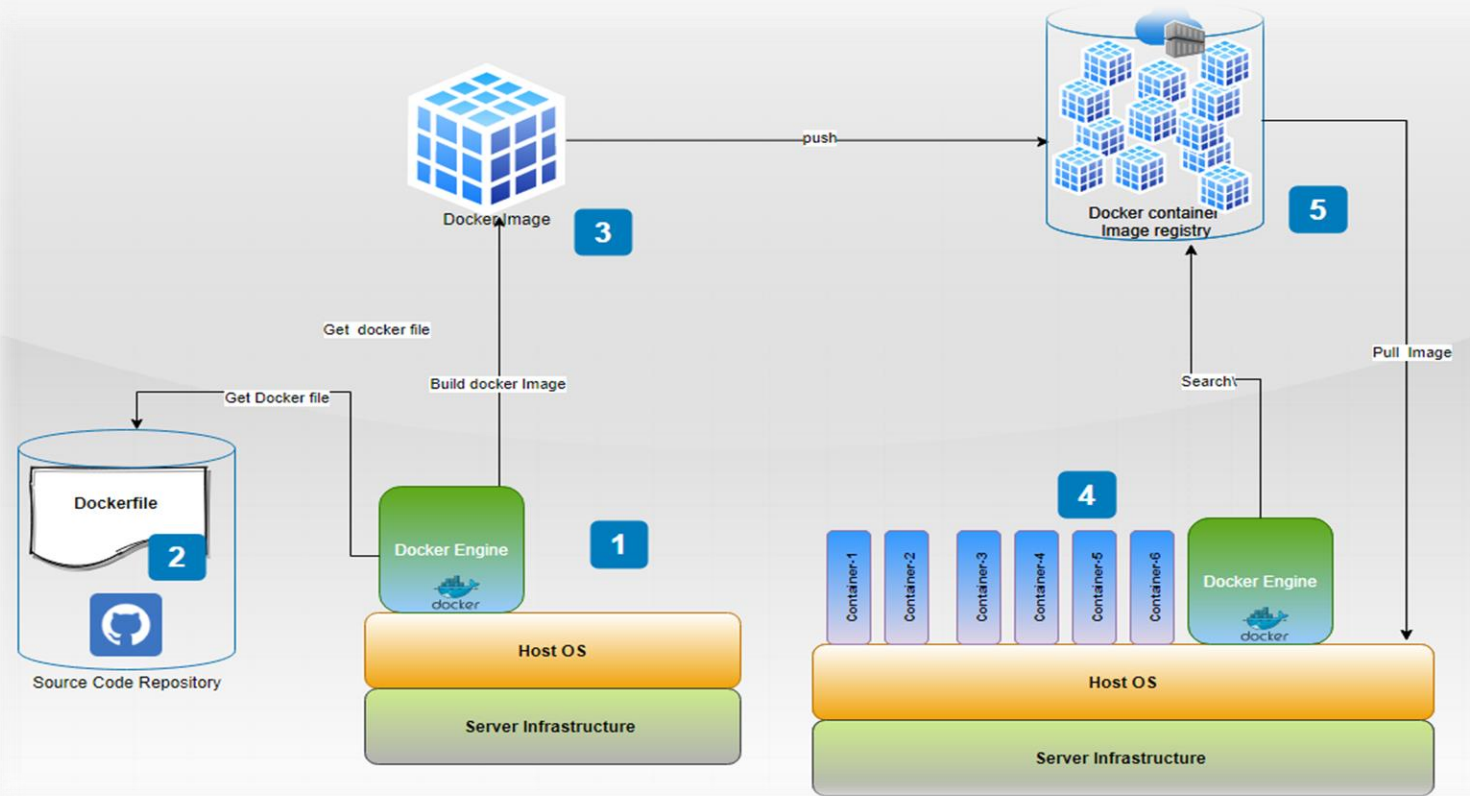 push
Docker Image
3
Docker container
Image registry
5
Get docker file
Pull Image
Build docker Image
Search\
Get Docker file
Dockerfile
2
Source Code Repository
Docker Engine
docker
1
Host OS
Server Infrastructure
4
Container-1
Container-2
Container-3
Container-4
Container-5
Container-6
Docker Engine
docker
Host OS
Server Infrastructure